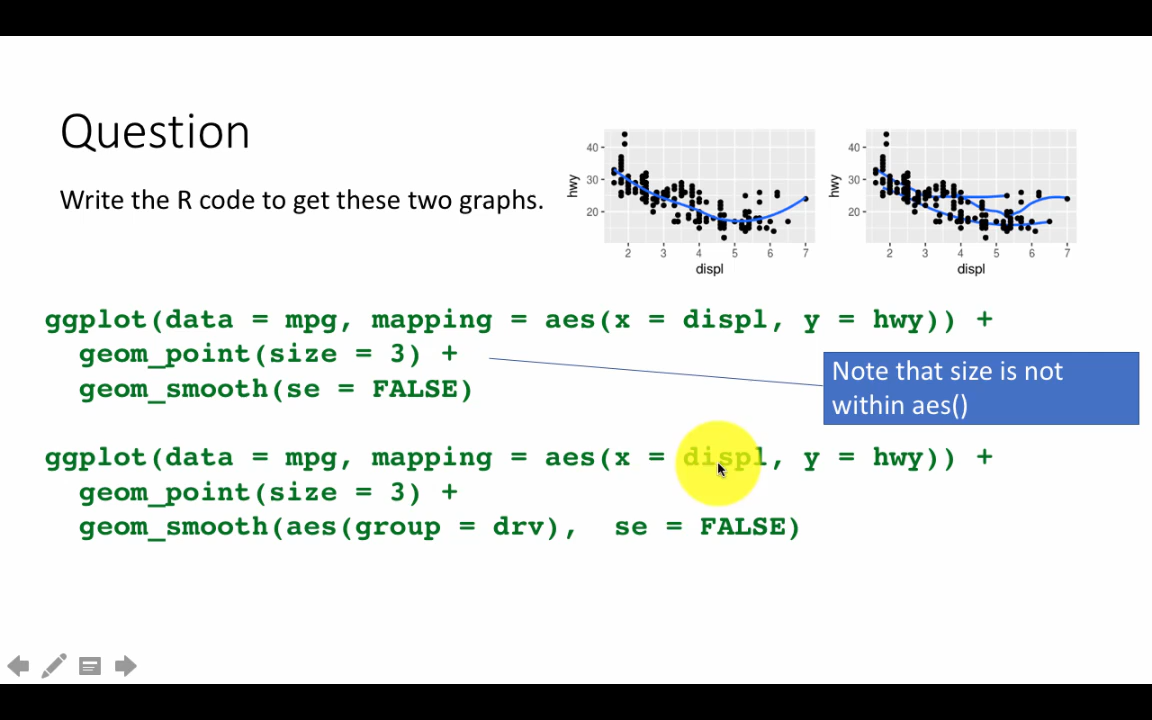 Question
Write the R code to get these two graphs.
40
30
20
hwy
2 3 4 5 6 7
displ
40
30
20
hwy
2 3 4 5 6 7
displ
ggplot(data = mpg, mapping = aes(x = displ, y = hwy)) +
geom_point(size = 3) +
geom_smooth(se = FALSE)
Note that size is not
within aes()
ggplot(data = mpg, mapping = aes(x = displ, y = hwy)) +
geom_point(size = 3) +
geom_smooth(aes(group = drv),  se = FALSE)